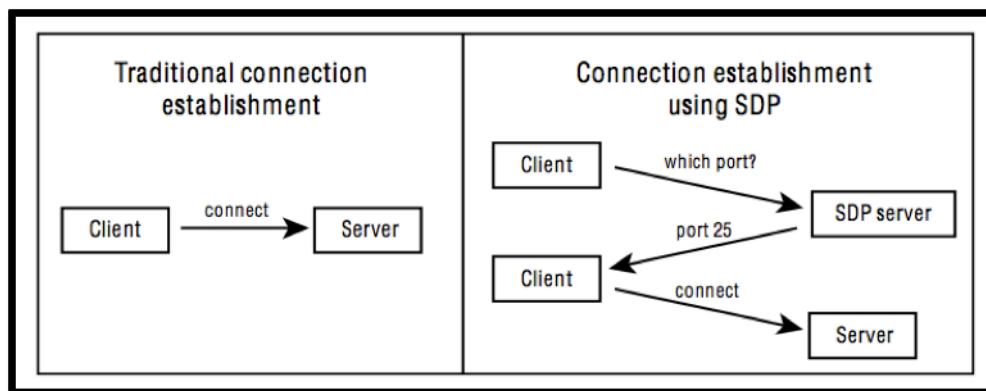 Traditional connection
establishment
Client
connect
Server
Connection establishment
using SDP
Client
which port?
SDP server
port 25
Client
connect
Server